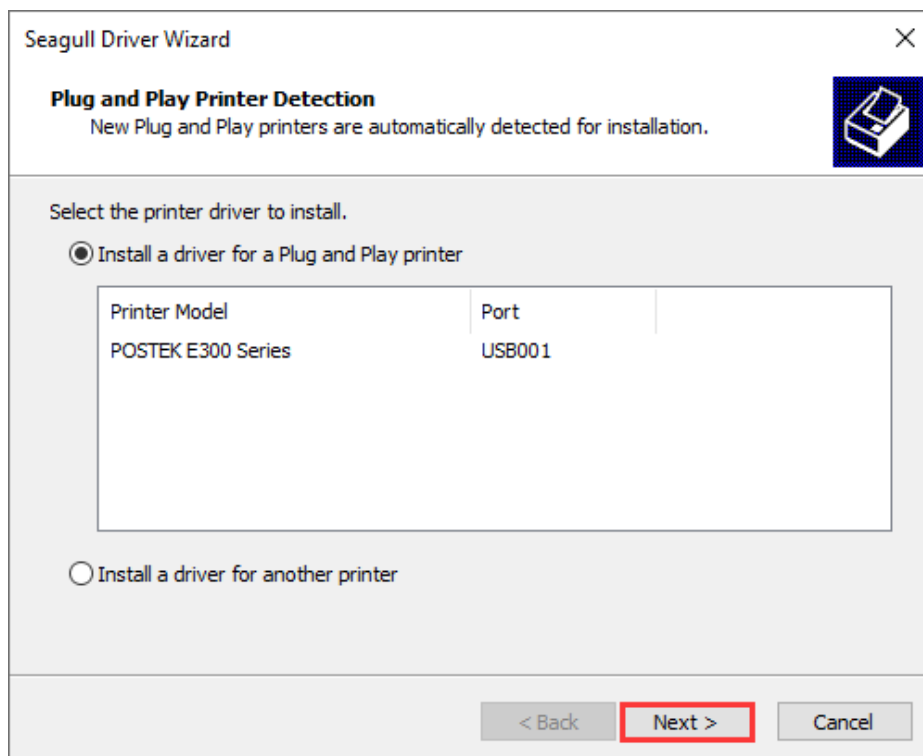 Seagull Driver Wizard
Plug and Play Printer Detection
New Plug and Play printers are automatically detected for installation.
Select the printer driver to install.
Install a driver for a Plug and Play printer
Printer Model Port
POSTEK E300 Series USB001
Install a driver for another printer
< Back Next > Cancel